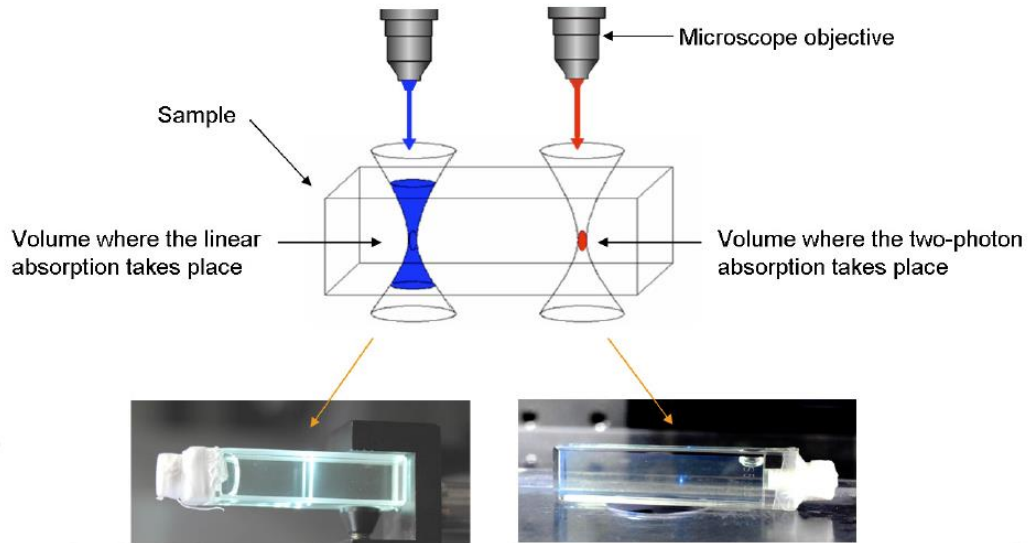 Microscope objective
Sample
Volume where the linear
absorption takes place
Volume where the two-photon
absorption takes place